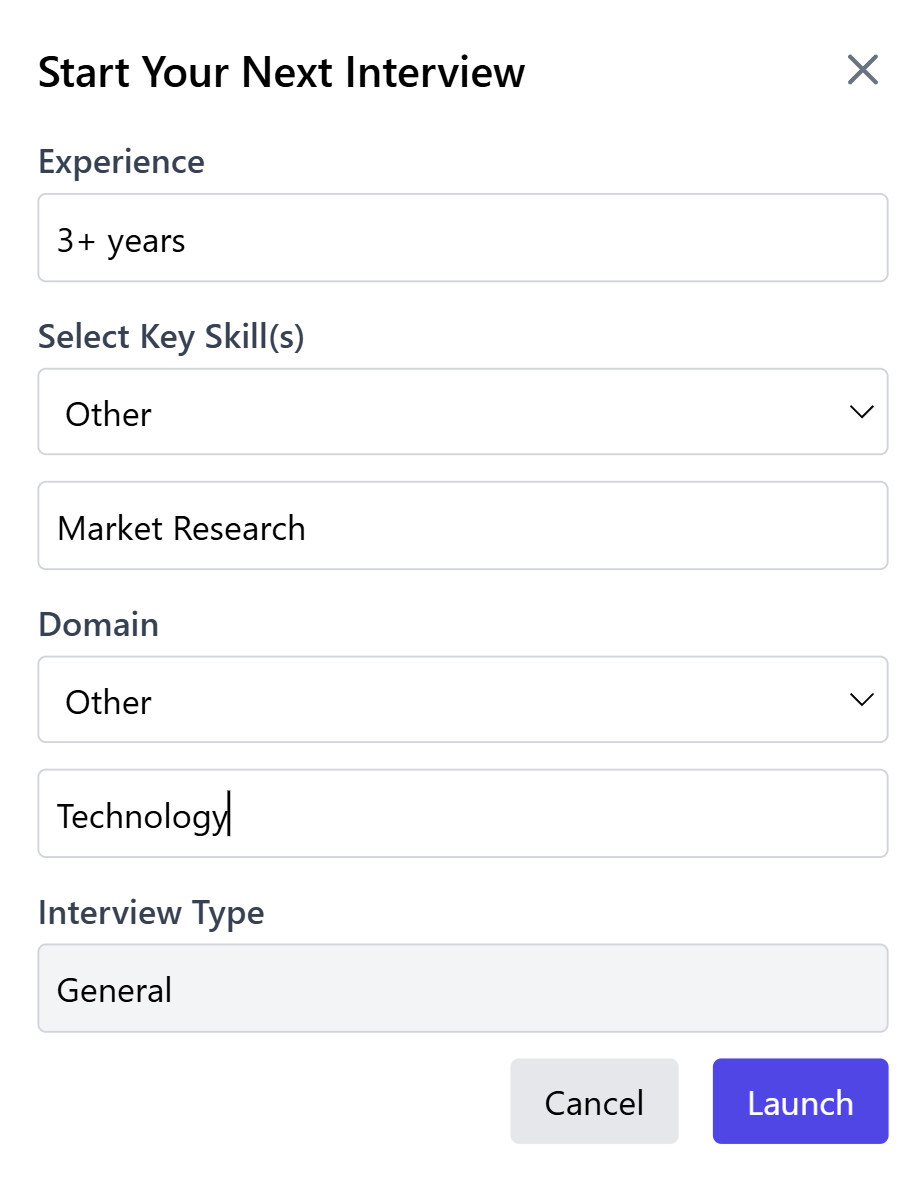 Start Your Next Interview
Experience
3+ years
Select Key Skill(s)
Other
Market Research
Domain
Other
Technology
Interview Type
General
Cancel Launch